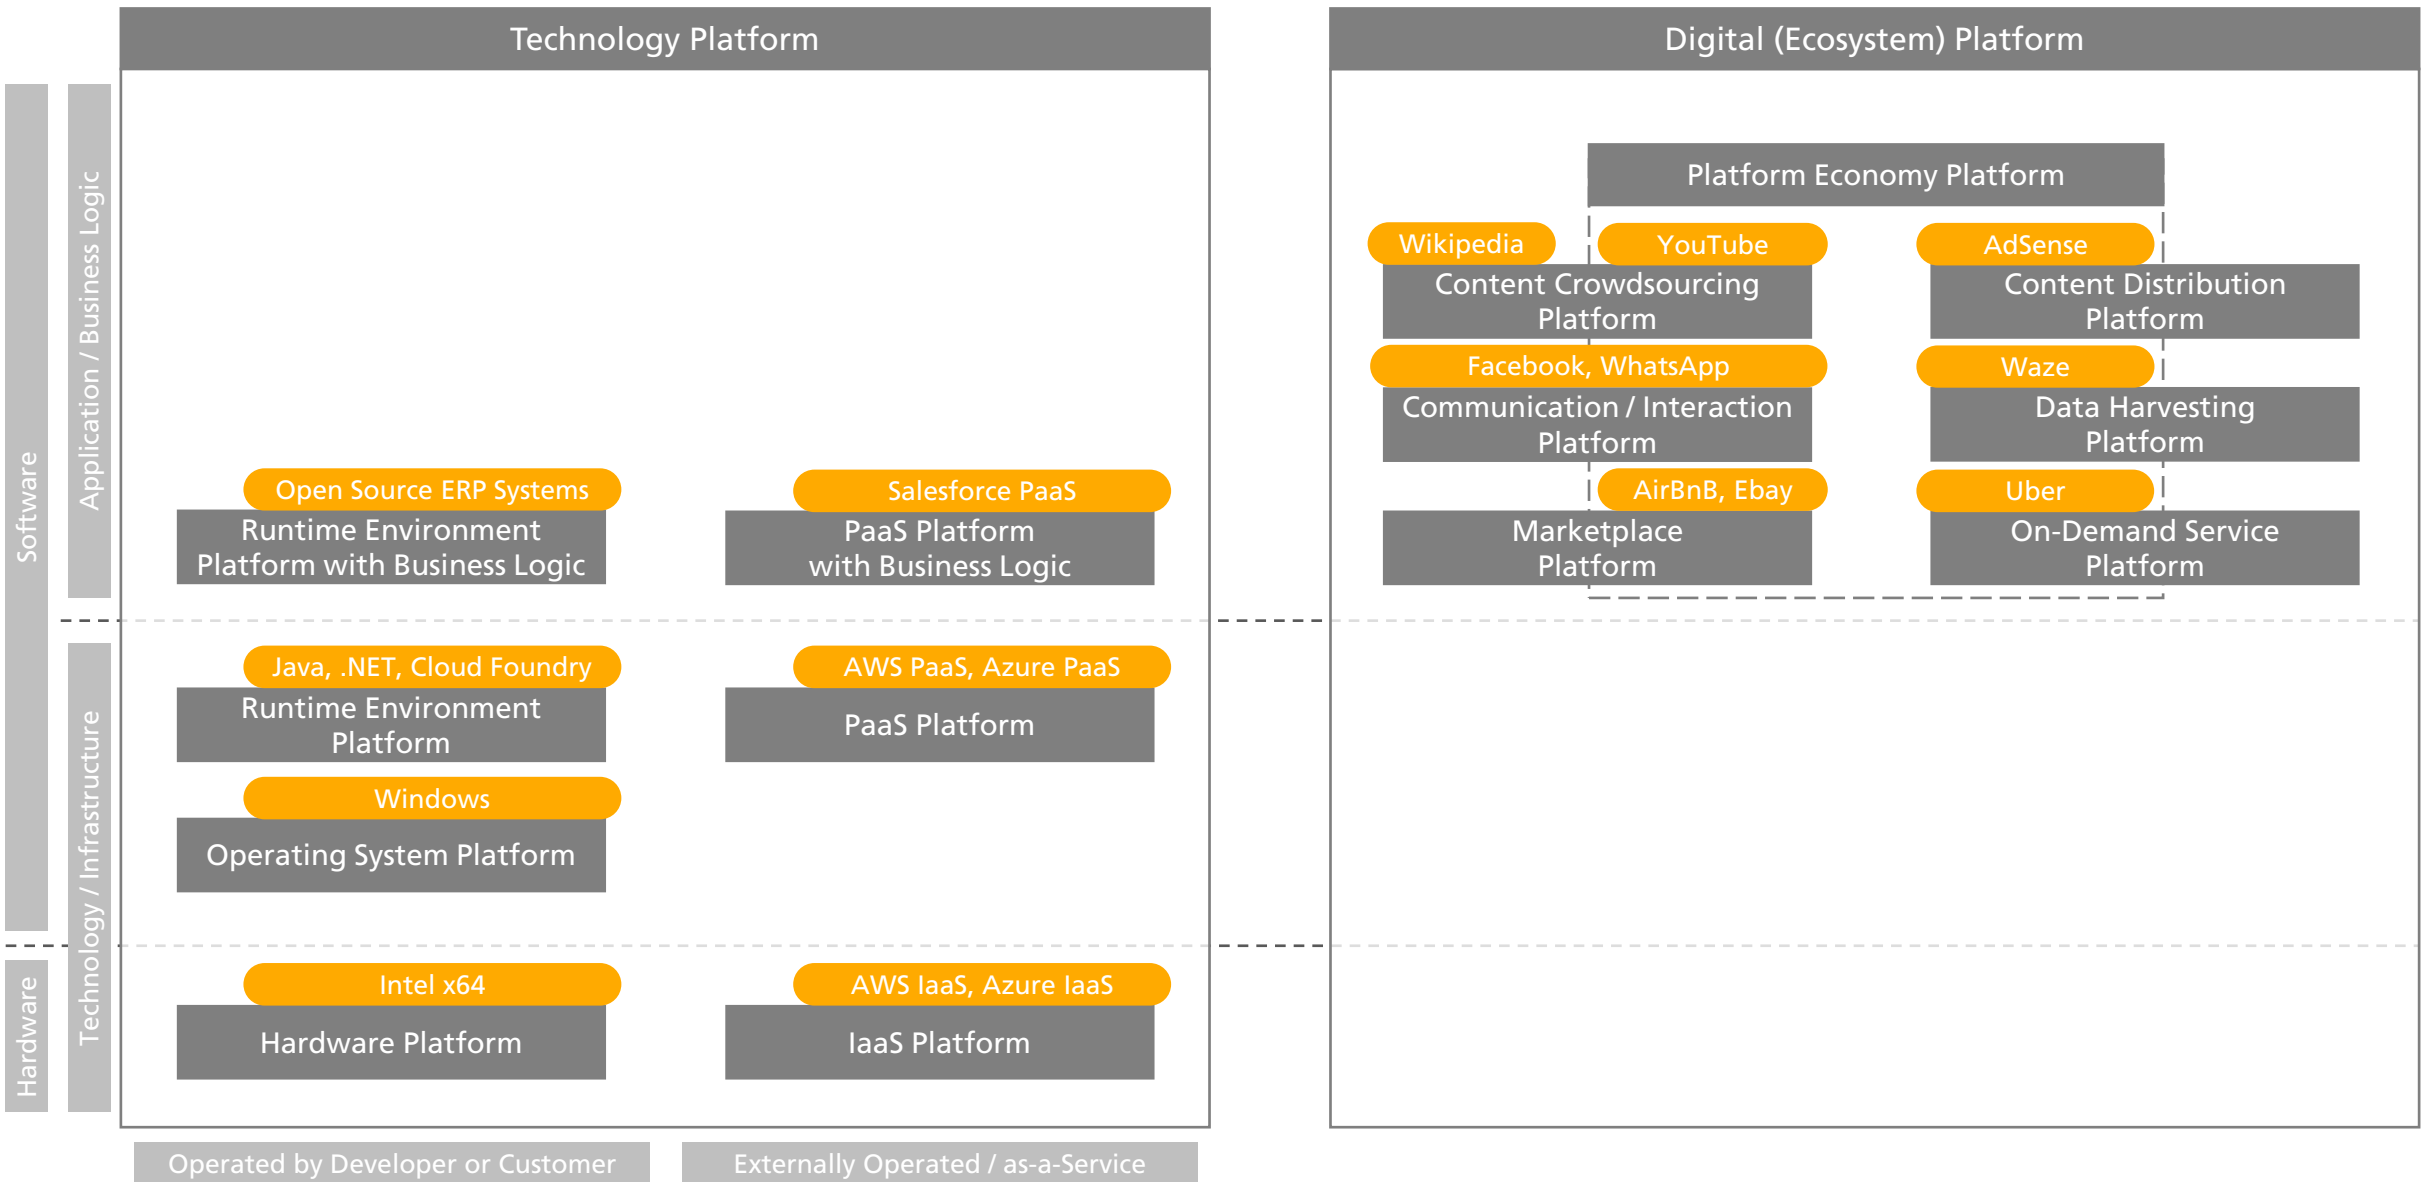 Technology Platform
Digital (Ecosystem) Platform
Software
Application / Business Logic
Technology / Infrastructure
Hardware
Open Source ERP Systems
Runtime Environment
Platform with Business Logic
Salesforce PaaS
PaaS Platform
with Business Logic
Java, .NET, Cloud Foundry
Runtime Environment
Platform
AWS PaaS, Azure PaaS
PaaS Platform
Windows
Operating System Platform
Intel x64
Hardware Platform
AWS IaaS, Azure IaaS
IaaS Platform
Operated by Developer or Customer
Externally Operated / as-a-Service
Platform Economy Platform
Wikipedia
YouTube
Content Crowdsourcing
Platform
AdSense
Content Distribution
Platform
Facebook, WhatsApp
Communication / Interaction
Platform
Waze
Data Harvesting
Platform
AirBnB, Ebay
Marketplace
Platform
Uber
On-Demand Service
Platform